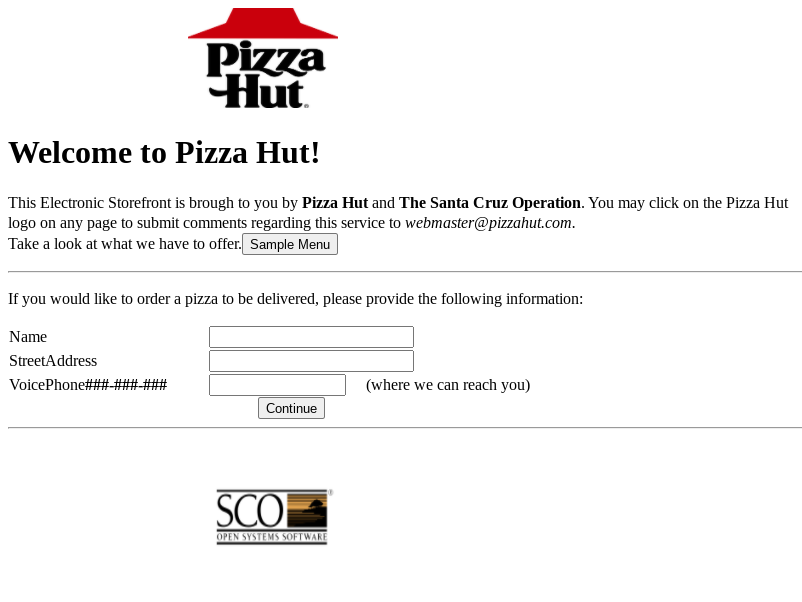 Pizza
Hut®
Welcome to Pizza Hut!
This Electronic Storefront is brough to you by Pizza Hut and The Santa Cruz Operation. You may click on the Pizza Hut
logo on any page to submit comments regarding this service to webmaster@pizzahut.com.
Take a look at what we have to offer. Sample Menu
If you would like to order a pizza to be delivered, please provide the following information:
Name
StreetAddress
VoicePhone###-###-### (where we can reach you)
Continue
SCO®
OPEN SYSTEMS SOFTWARE